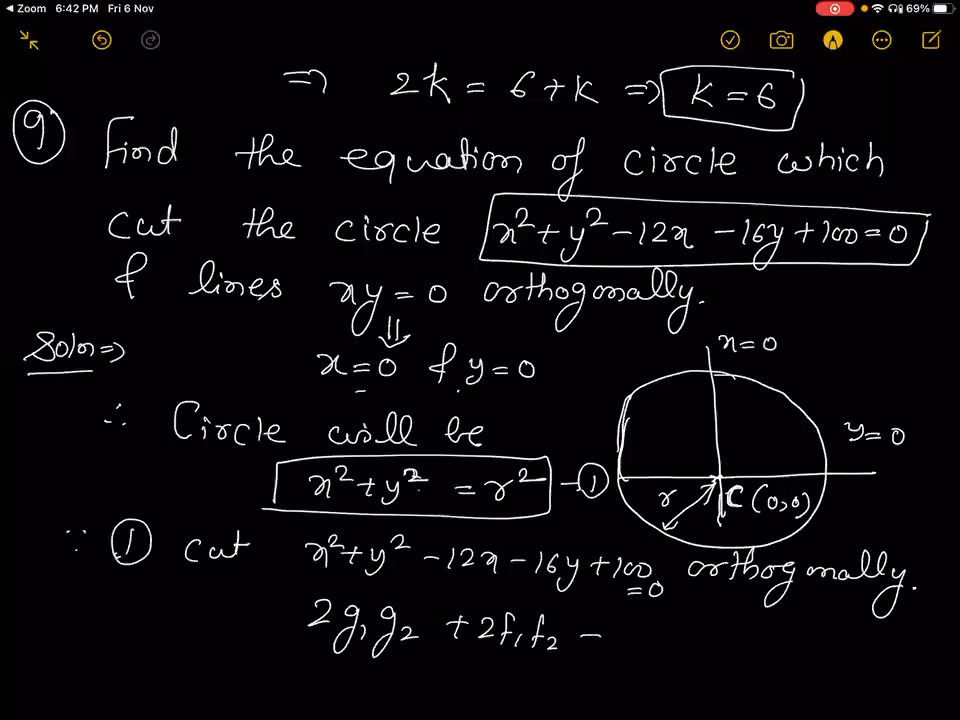 Zoom 6:42 PM Fri 6 Nov 69%
⇒ 2k = 6 + k ⇒ k = 6
9 Find the equation of circle which
cut the circle x² + y² - 12x - 16y + 100 = 0
& lines xy = 0 orthogonally.
Soln ⇒
x = 0 & y = 0
x = 0
y = 0
∴ Circle will be
x² + y² = r² - ①
r C (0,0)
∵ ① cut x² + y² - 12x - 16y + 100 = 0 orthogonally.
2g₁g₂ + 2f₁f₂ -